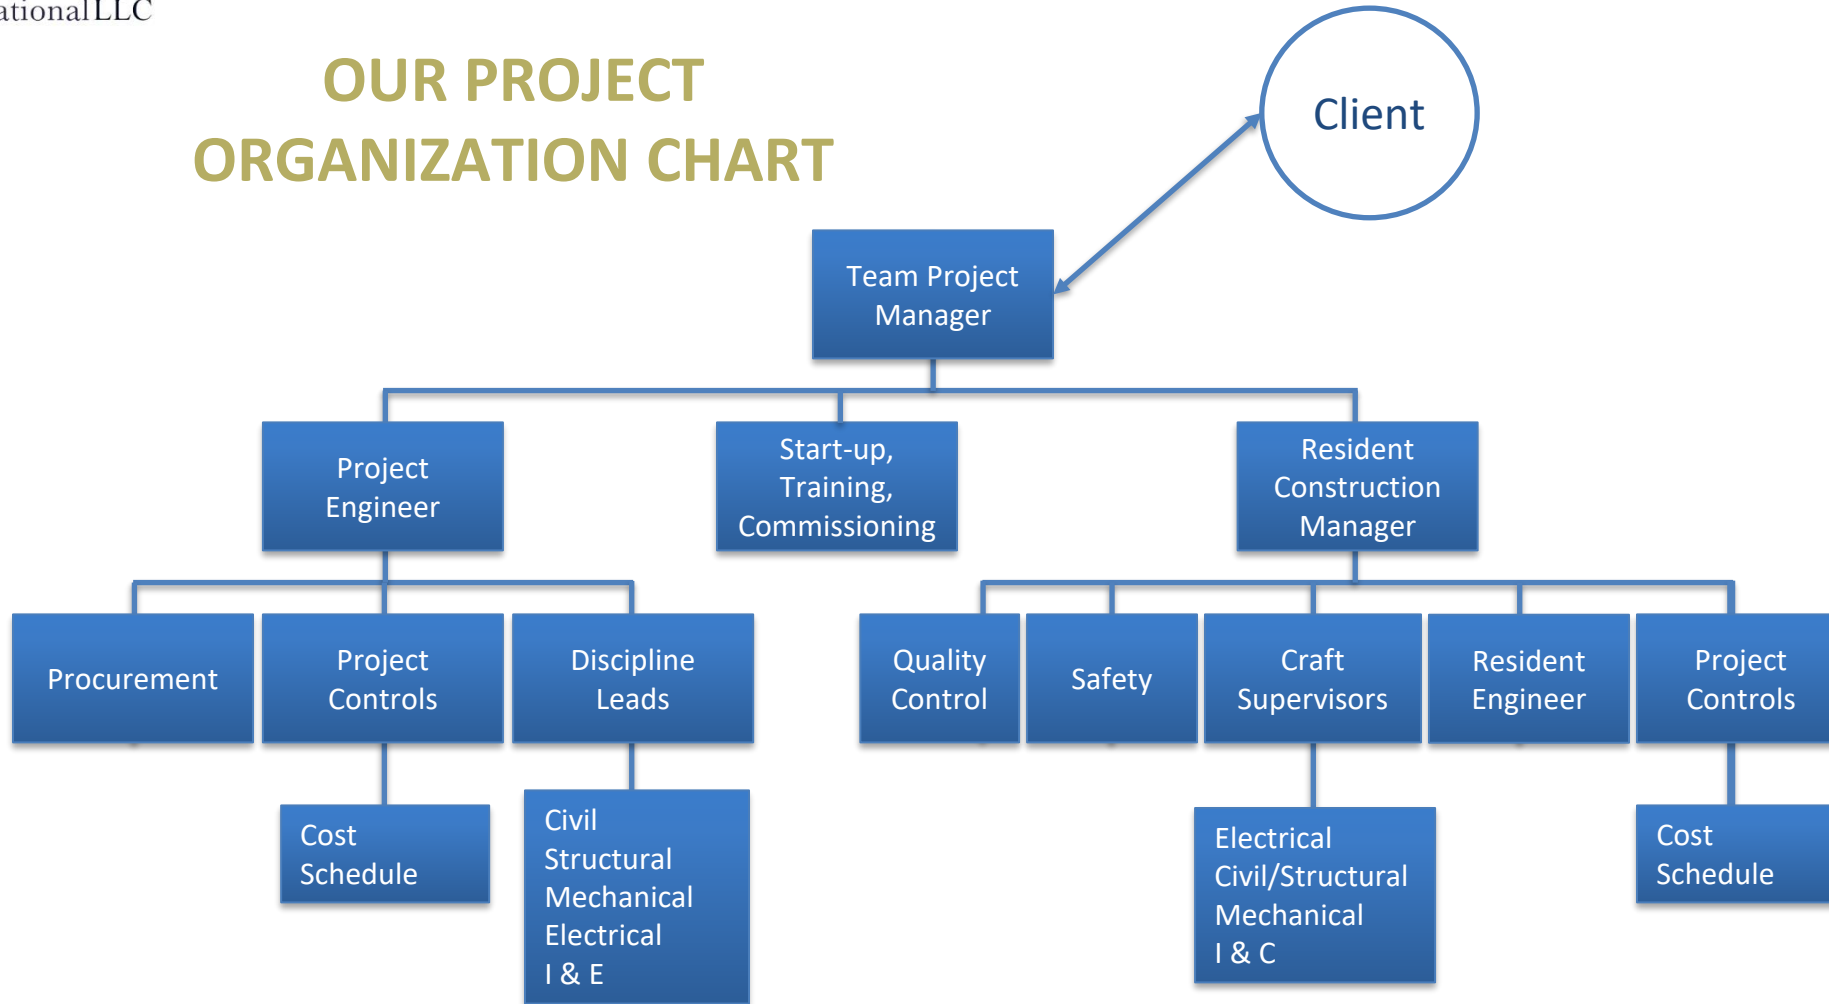 LLC
OUR PROJECT
ORGANIZATION CHART
Client
Team Project
Manager
Project
Engineer
Start-up,
Training,
Commissioning
Resident
Construction
Manager
Procurement
Project
Controls
Discipline
Leads
Quality
Control
Safety
Craft
Supervisors
Resident
Engineer
Project
Controls
Cost
Schedule
Civil
Structural
Mechanical
Electrical
I & E
Electrical
Civil/Structural
Mechanical
I & C
Cost
Schedule